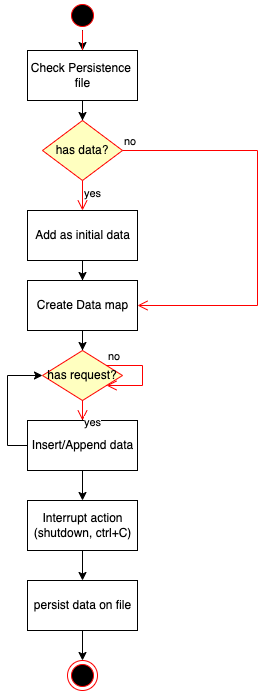 Check Persistence
file
has data?
no
yes
Add as initial data
Create Data map
no
has request?
yes
Insert/Append data
Interrupt action
(shutdown, ctrl+C)
persist data on file